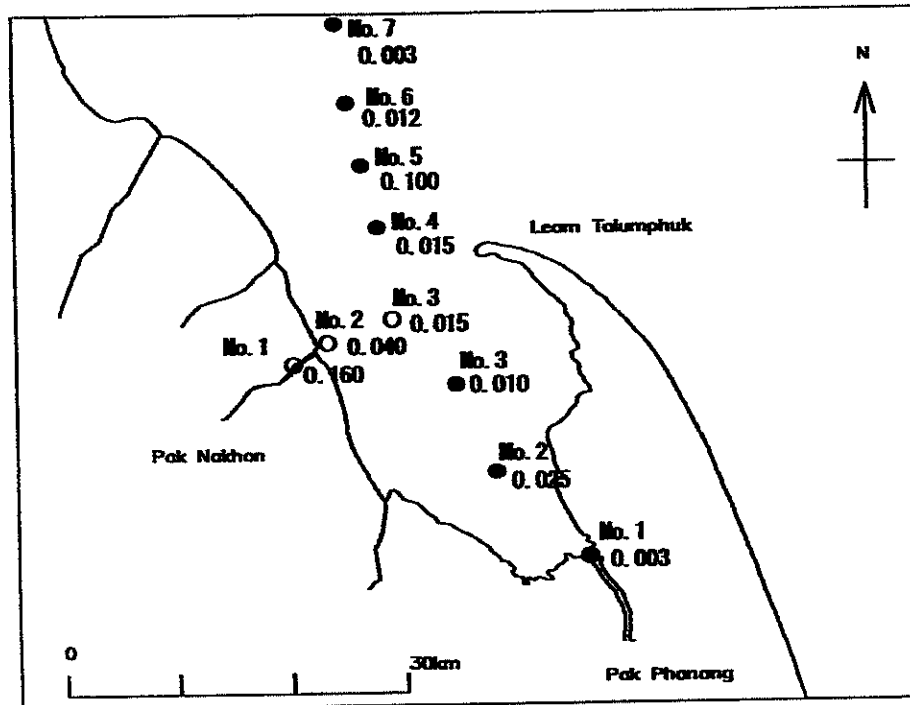 No. 7
0.003
N
No. 6
0.012
No. 5
0.100
No. 4
0.015
Leam Talumphuk
No. 3
0.015
No. 2
0.040
No. 1
0.160
No. 3
0.010
Pak Nakhon
No. 2
0.025
No. 1
0.003
0
30km
Pak Phanang